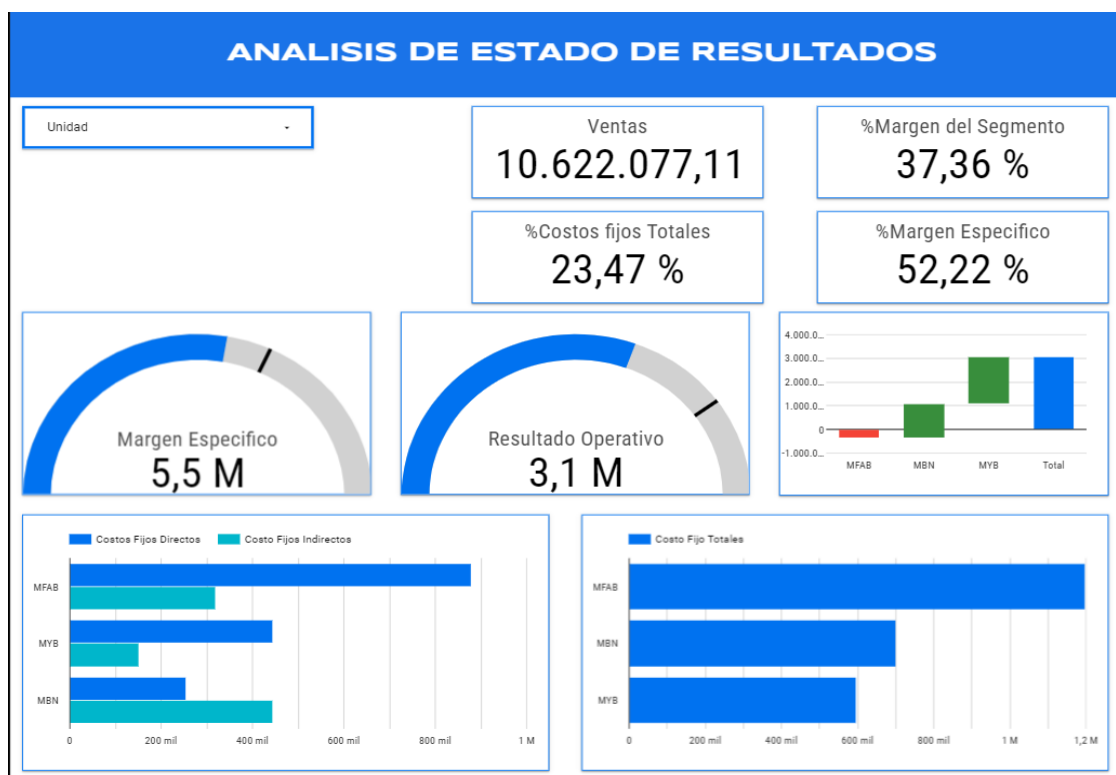 ANALISIS DE ESTADO DE RESULTADOS
Unidad
Ventas
10.622.077,11
%Margen del Segmento
37,36 %
%Costos fijos Totales
23,47 %
%Margen Especifico
52,22 %
Margen Especifico
5,5 M
Resultado Operativo
3,1 M
4.000.0...
3.000.0...
2.000.0...
1.000.0...
0
-1.000.0...
MFAB MBN MYB Total
Costos Fijos Directos Costo Fijos Indirectos
MFAB
MYB
MBN
0 200 mil 400 mil 600 mil 800 mil 1 M
Costo Fijo Totales
MFAB
MBN
MYB
0 200 mil 400 mil 600 mil 800 mil 1 M 1,2 M